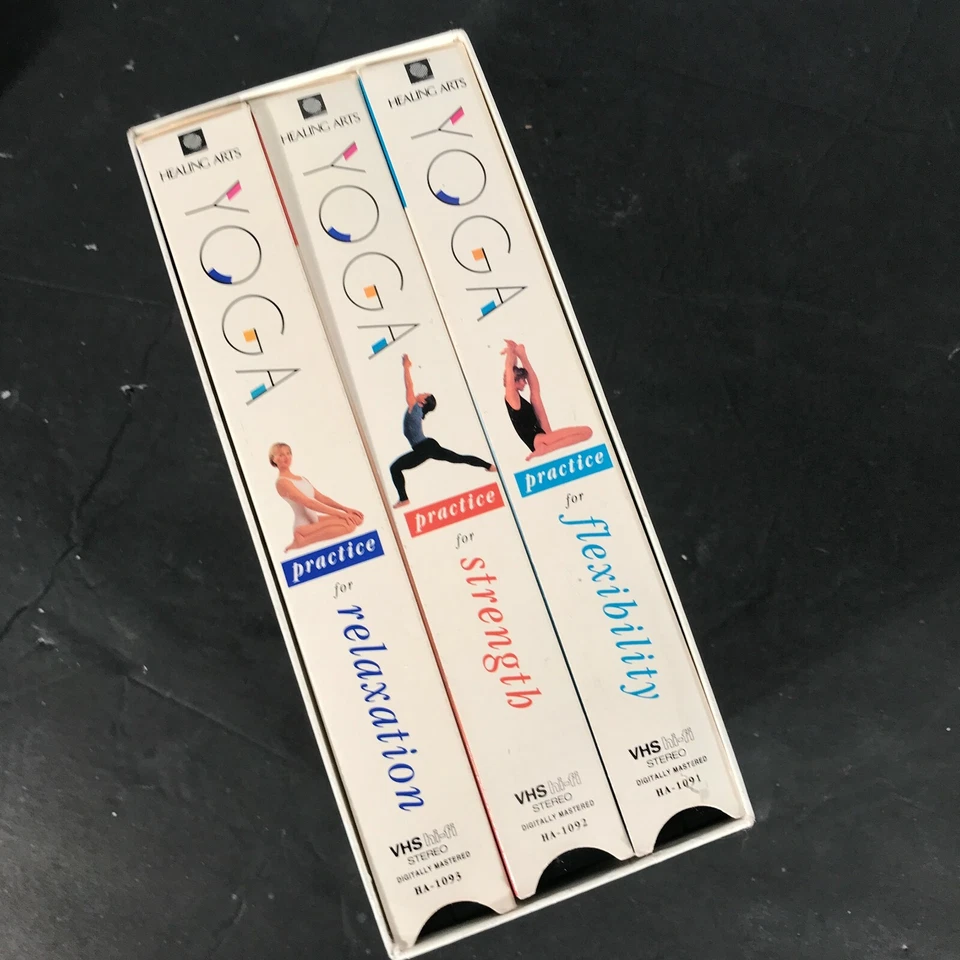 HEALING ARTS
YOGA
practice
for
relaxation
VHS hi-fi
STEREO
DIGITALLY MASTERED
HA-1093
HEALING ARTS
YOGA
practice
for
strength
VHS hi-fi
STEREO
DIGITALLY MASTERED
HA-1092
HEALING ARTS
YOGA
practice
for
flexibility
VHS hi-fi
STEREO
DIGITALLY MASTERED
HA-1091